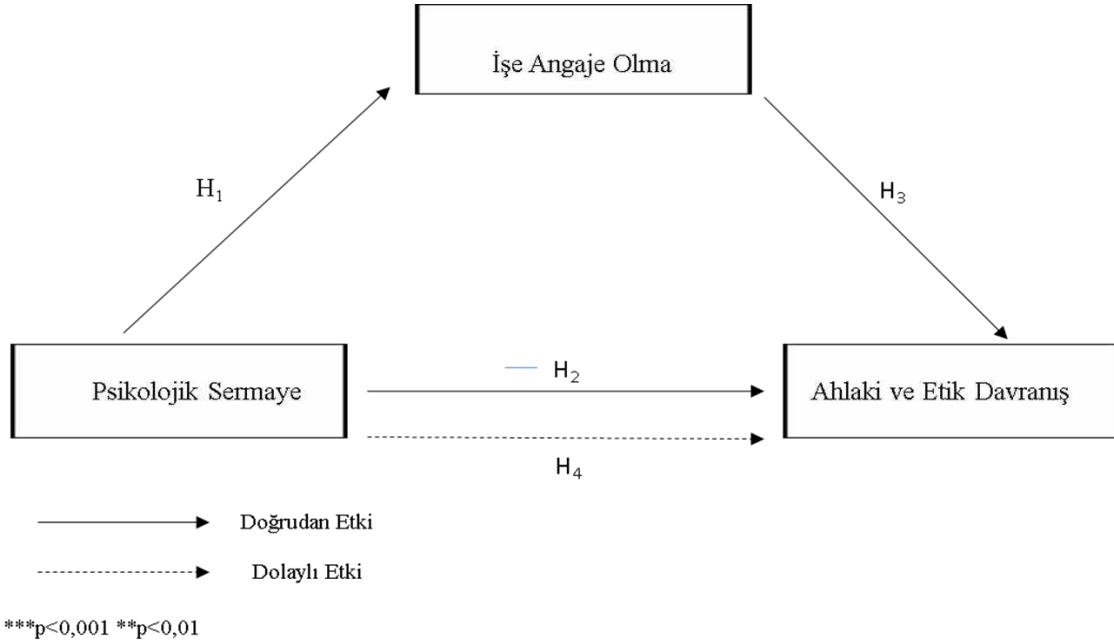 İşe Angaje Olma
H₁
H₃
Psikolojik Sermaye
H₂
Ahlaki ve Etik Davranış
H₄
Doğrudan Etki
Dolaylı Etki
***p<0,001 **p<0,01